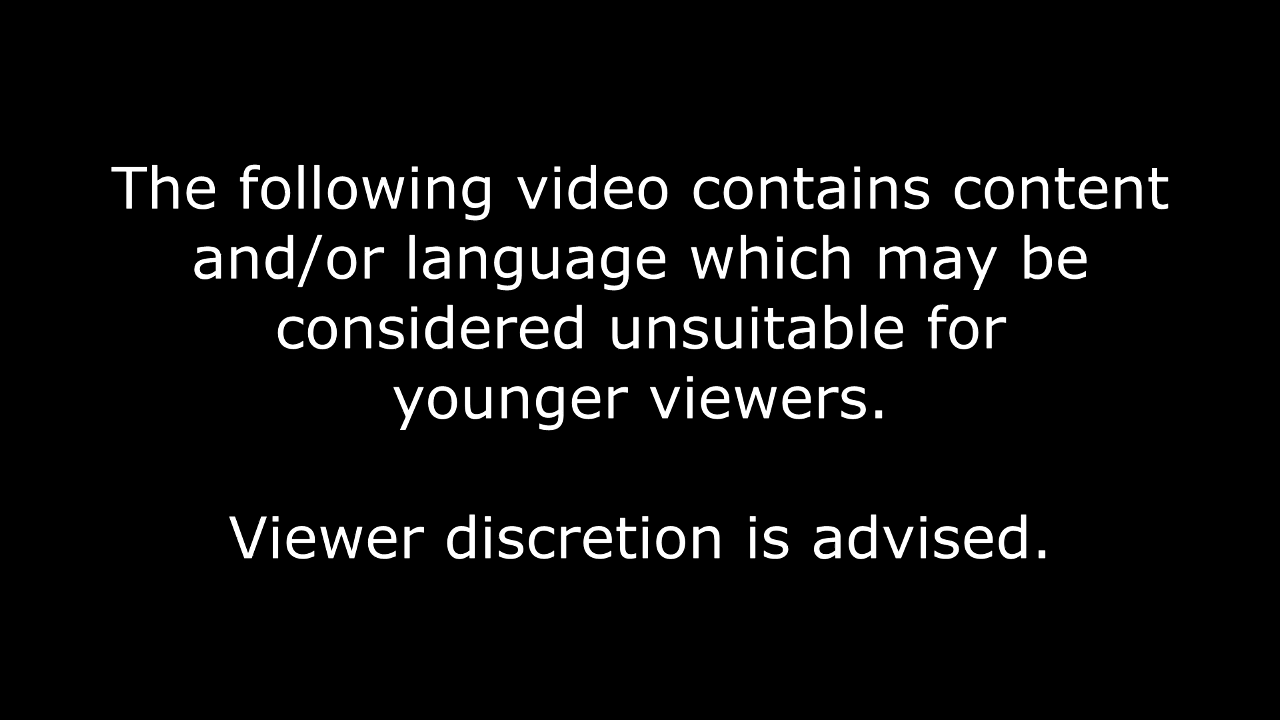 The following video contains content
and/or language which may be
considered unsuitable for
younger viewers.
Viewer discretion is advised.